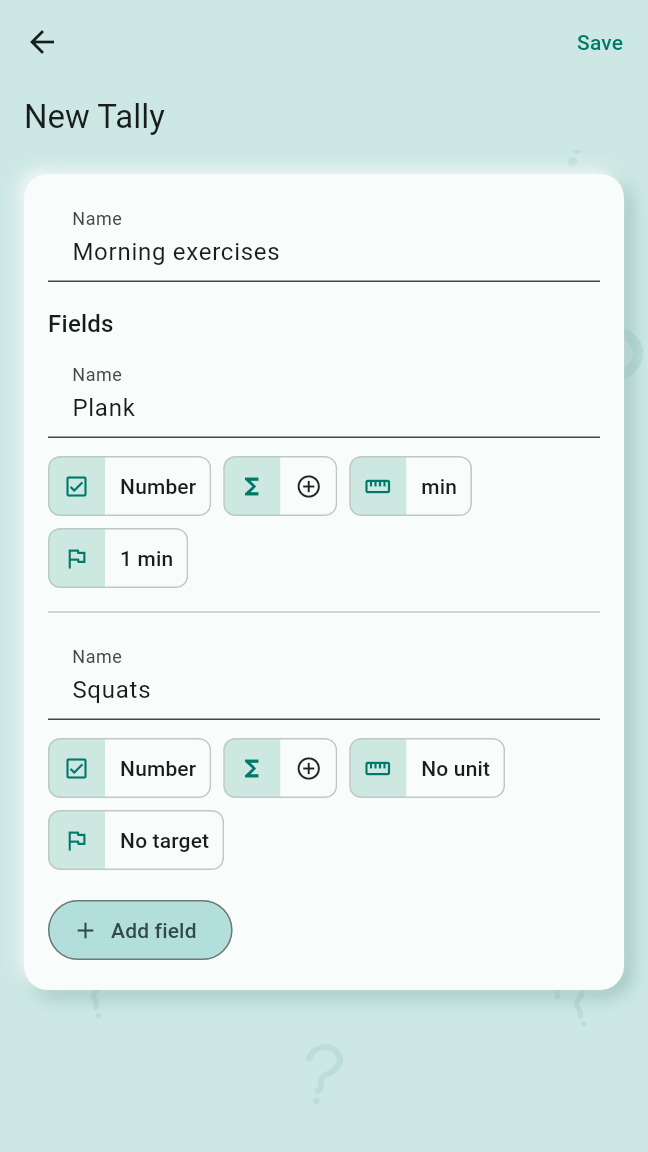 Save
New Tally
Name
Morning exercises
Fields
Name
Plank
Number
min
1 min
Name
Squats
Number
No unit
No target
Add field